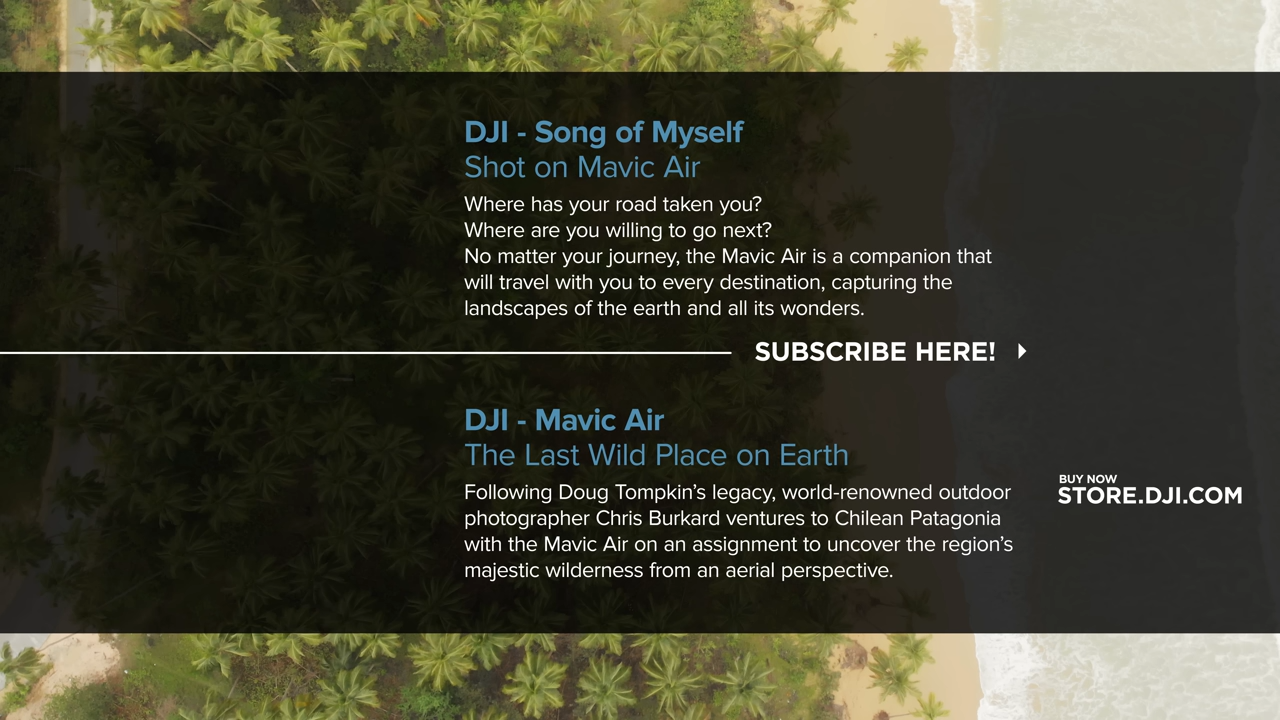 DJI - Song of Myself
Shot on Mavic Air
Where has your road taken you?
Where are you willing to go next?
No matter your journey, the Mavic Air is a companion that
will travel with you to every destination, capturing the
landscapes of the earth and all its wonders.
SUBSCRIBE HERE!
DJI - Mavic Air
The Last Wild Place on Earth
Following Doug Tompkin’s legacy, world-renowned outdoor
photographer Chris Burkard ventures to Chilean Patagonia
with the Mavic Air on an assignment to uncover the region’s
majestic wilderness from an aerial perspective.
BUY NOW
STORE.DJI.COM